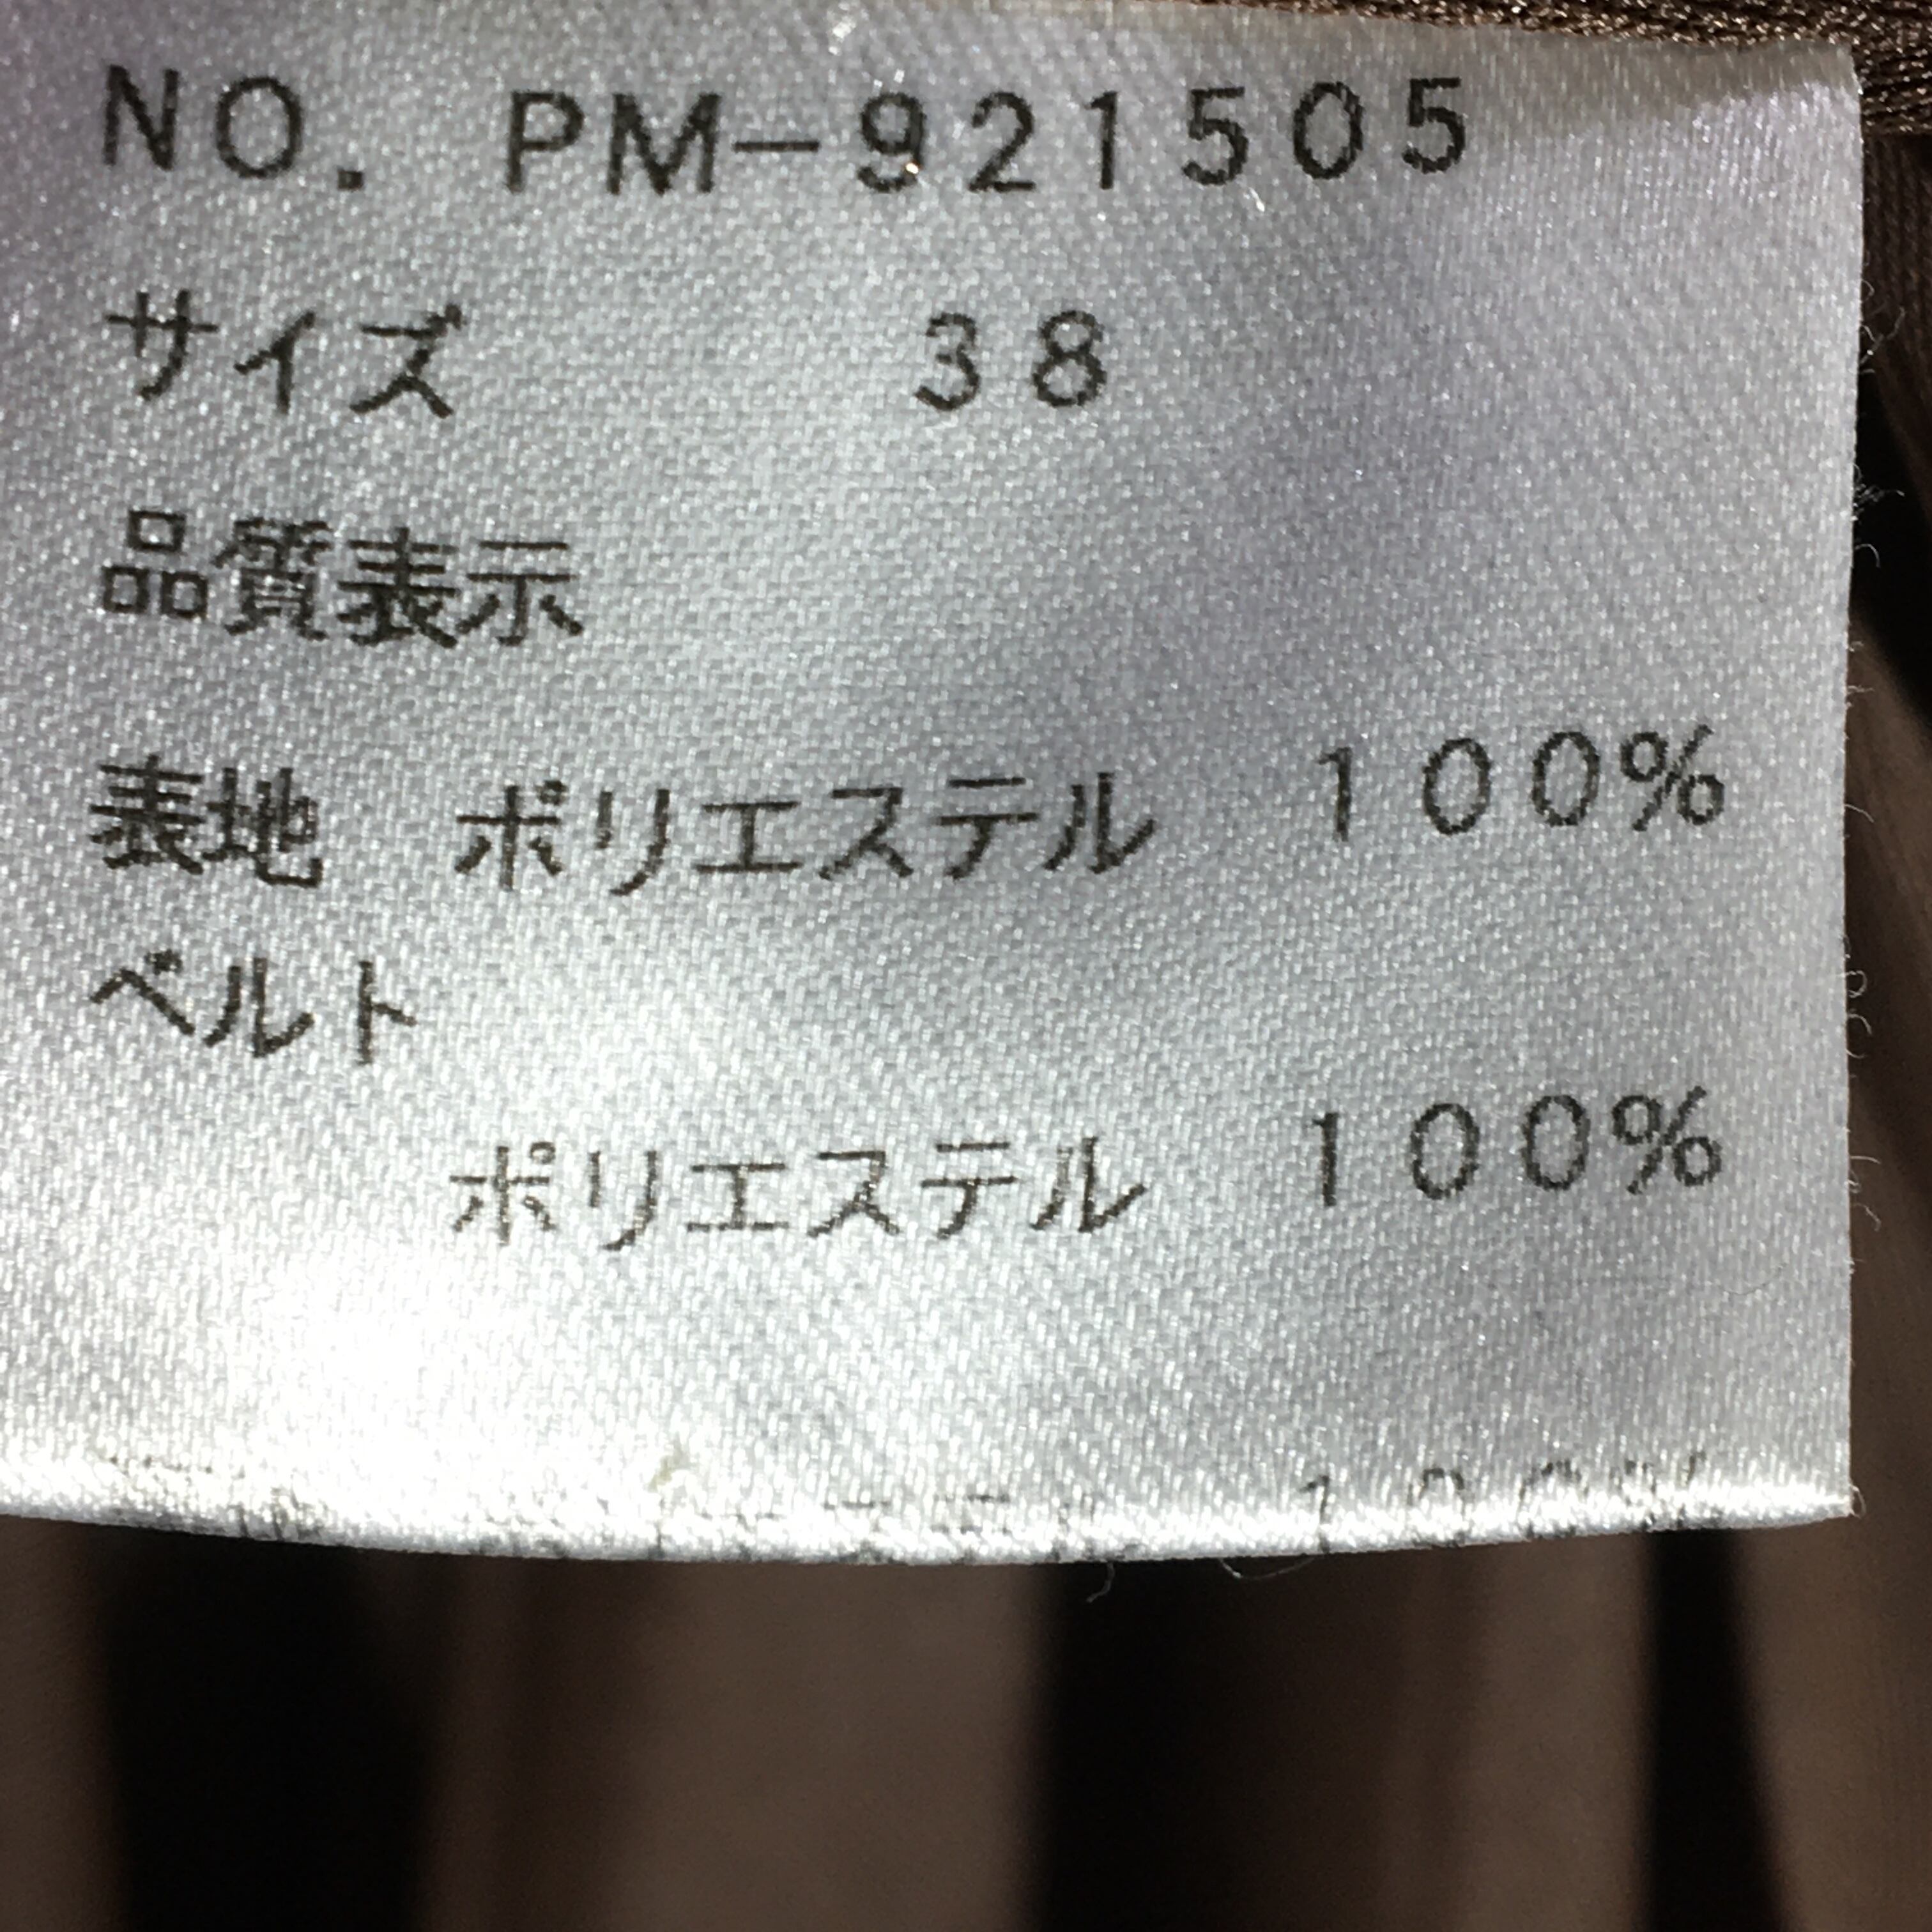 NO. PM-921505
サイズ 38
品質表示
表地 ポリエステル 100%
ベルト
ポリエステル 100%